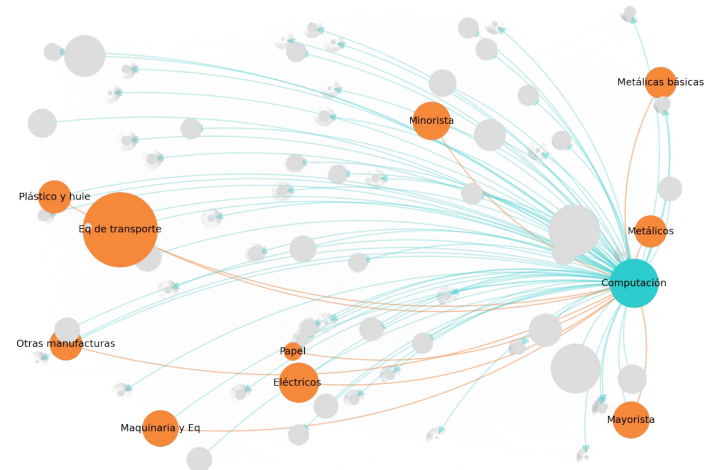 Metálicas básicas
Minorista
Plástico y hule
Eq de transporte
Metálicos
Computación
Otras manufacturas
Papel
Eléctricos
Maquinaria y Eq
Mayorista